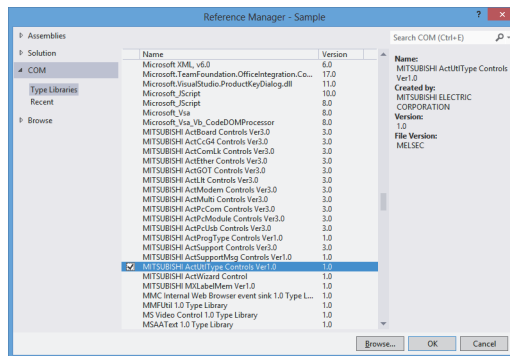 Reference Manager - Sample
? ×
Assemblies
Solution
COM
Type Libraries
Recent
Browse
Search COM (Ctrl+E)
Name Version
Microsoft XML, v6.0 6.0
Microsoft.TeamFoundation.OfficeIntegration.Co... 17.0
Microsoft.VisualStudio.ProductKeyDialog.dll 11.0
Microsoft_JScript 10.0
Microsoft_JScript 8.0
Microsoft_Vsa 8.0
Microsoft_Vsa_Vb_CodeDOMProcessor 8.0
MITSUBISHI ActBoard Controls Ver3.0 3.0
MITSUBISHI ActCcG4 Controls Ver3.0 3.0
MITSUBISHI ActComLk Controls Ver3.0 3.0
MITSUBISHI ActEther Controls Ver3.0 3.0
MITSUBISHI ActGOT Controls Ver3.0 3.0
MITSUBISHI ActLlt Controls Ver3.0 3.0
MITSUBISHI ActModem Controls Ver3.0 3.0
MITSUBISHI ActMulti Controls Ver3.0 3.0
MITSUBISHI ActPcCom Controls Ver3.0 3.0
MITSUBISHI ActPcModule Controls Ver3.0 3.0
MITSUBISHI ActPcUsb Controls Ver3.0 3.0
MITSUBISHI ActProgType Controls Ver1.0 1.0
MITSUBISHI ActSupport Controls Ver3.0 3.0
MITSUBISHI ActSupportMsg Controls Ver1.0 1.0
MITSUBISHI ActUtlType Controls Ver1.0 1.0
MITSUBISHI ActWizard Control 1.0
MITSUBISHI MXLabelMem Ver1.0 1.0
MMC Internal Web Browser event sink 1.0 Type L... 1.0
MMFUtil 1.0 Type Library 1.0
MS Video Control 1.0 Type Library 1.0
MSAAText 1.0 Type Library 1.0
Name:
MITSUBISHI ActUtlType Controls
Ver1.0
Created by:
MITSUBISHI ELECTRIC
CORPORATION
Version:
1.0
File Version:
MELSEC
Browse... OK Cancel